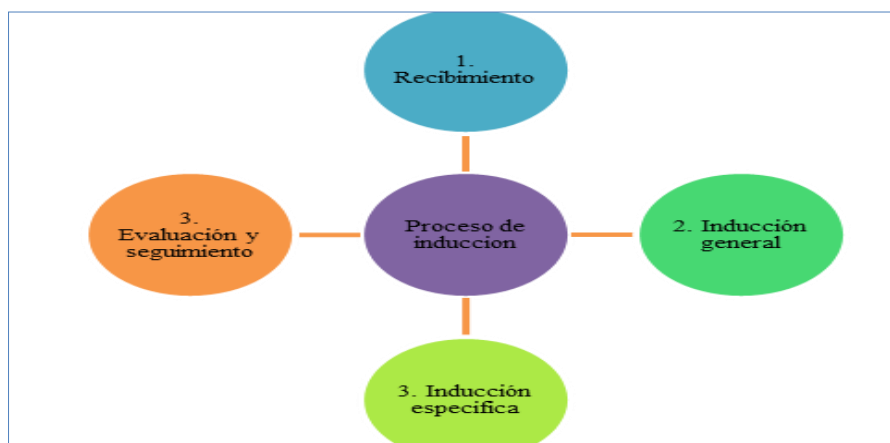 1.
Recibimiento
Proceso de
induccion
2. Inducción
general
3. Inducción
especifica
3.
Evaluación y
seguimiento